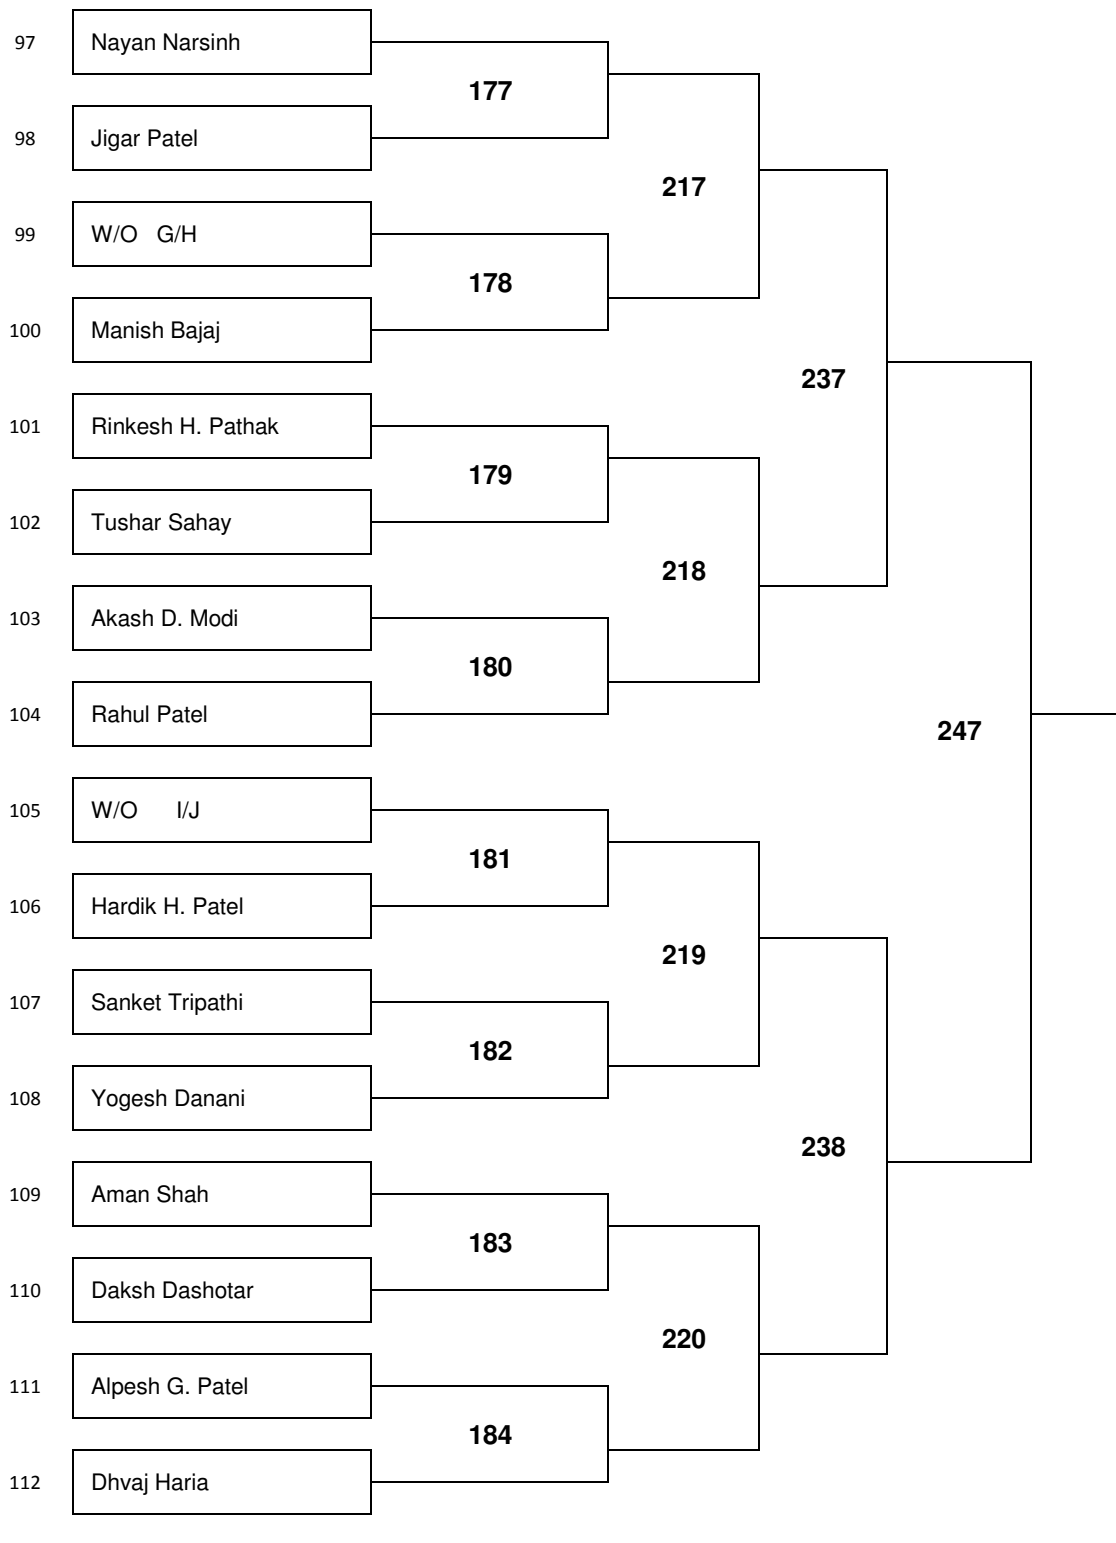 97 Nayan Narsinh
177
98 Jigar Patel
217
99 W/O G/H
178
100 Manish Bajaj
237
101 Rinkesh H. Pathak
179
102 Tushar Sahay
218
103 Akash D. Modi
180
104 Rahul Patel
247
105 W/O I/J
181
106 Hardik H. Patel
219
107 Sanket Tripathi
182
108 Yogesh Danani
238
109 Aman Shah
183
110 Daksh Dashotar
220
111 Alpesh G. Patel
184
112 Dhvaj Haria